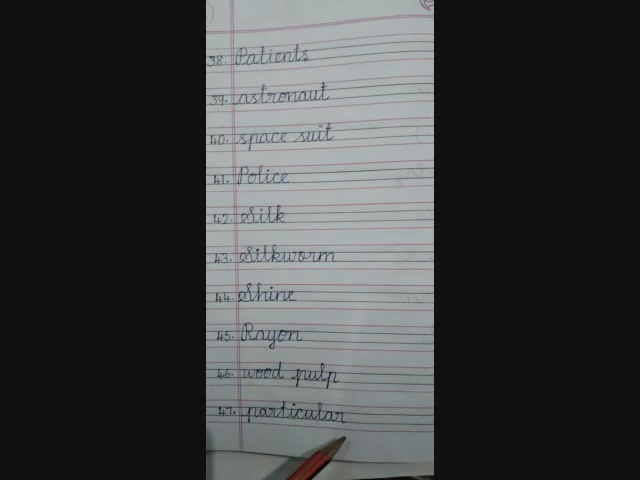 38. Patients
39. astronaut
40. space suit
41. Police
42. Silk
43. Silkworm
44. Shine
45. Rayon
46. wood pulp
47. particular